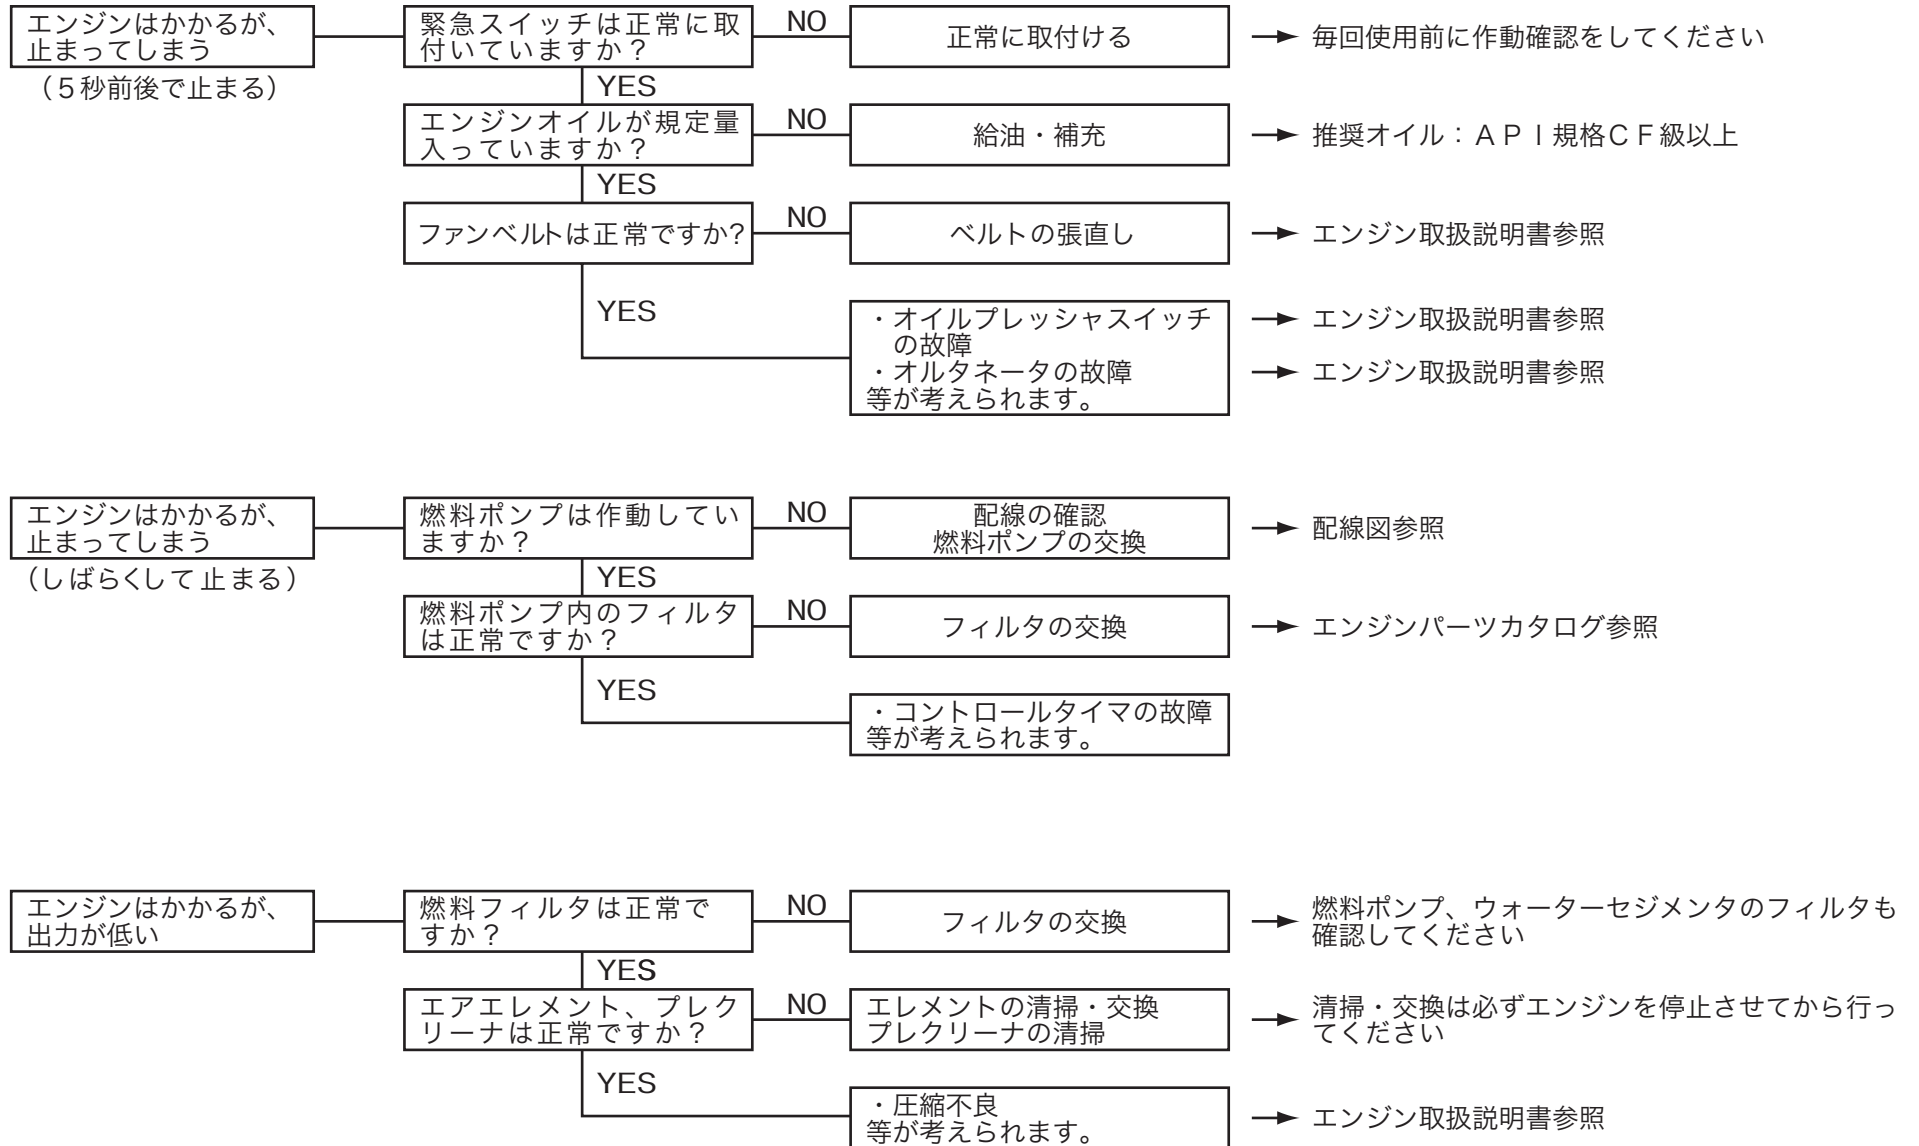 エンジンはかかるが、
止まってしまう
（５秒前後で止まる）
緊急スイッチは正常に取
付いていますか？
NO
正常に取付ける
毎回使用前に作動確認をしてください
YES
エンジンオイルが規定量
入っていますか？
NO
給油・補充
推奨オイル：ＡＰＩ規格ＣＦ級以上
YES
ファンベルトは正常ですか?
NO
ベルトの張直し
エンジン取扱説明書参照
YES
・オイルプレッシャスイッチ
の故障
・オルタネータの故障
等が考えられます。
エンジン取扱説明書参照
エンジン取扱説明書参照
エンジンはかかるが、
止まってしまう
（しばらくして止まる）
燃料ポンプは作動してい
ますか？
NO
配線の確認
燃料ポンプの交換
配線図参照
YES
燃料ポンプ内のフィルタ
は正常ですか？
NO
フィルタの交換
エンジンパーツカタログ参照
YES
・コントロールタイマの故障
等が考えられます。
エンジンはかかるが、
出力が低い
燃料フィルタは正常で
すか？
NO
フィルタの交換
燃料ポンプ、ウォーターセジメンタのフィルタも
確認してください
YES
エアエレメント、プレク
リーナは正常ですか？
NO
エレメントの清掃・交換
プレクリーナの清掃
清掃・交換は必ずエンジンを停止させてから行っ
てください
YES
・圧縮不良
等が考えられます。
エンジン取扱説明書参照